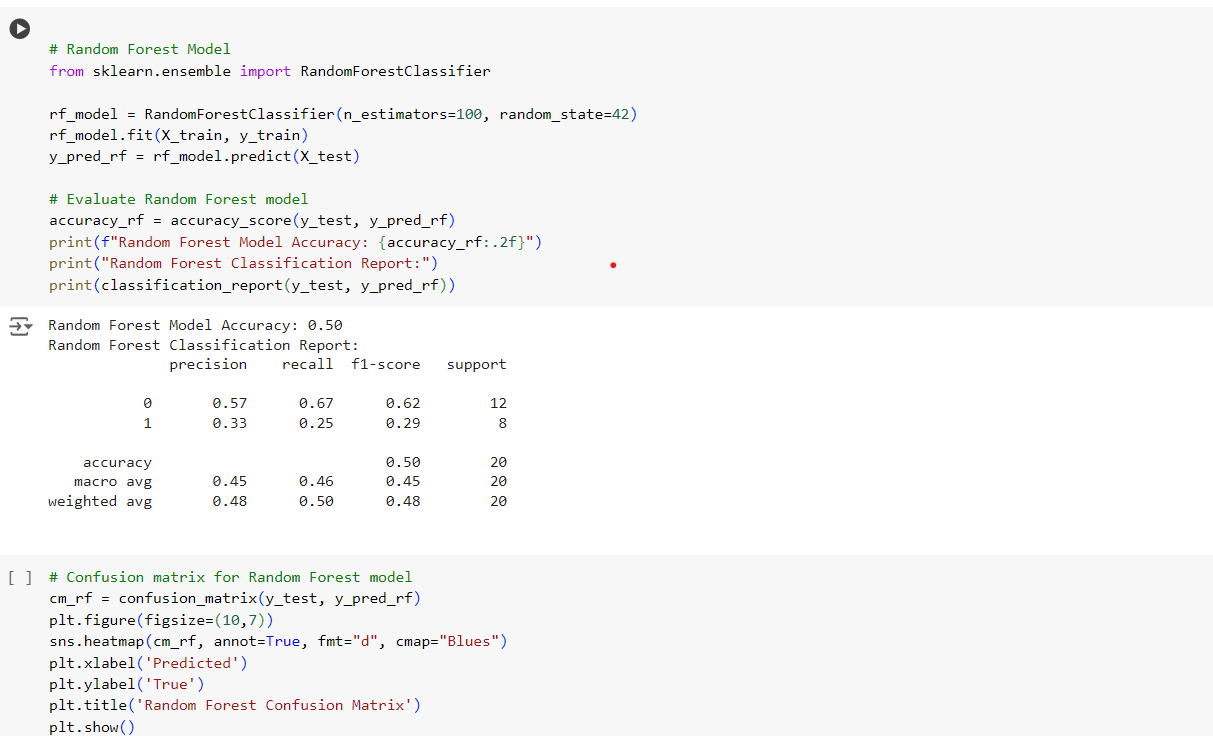 # Random Forest Model
from sklearn.ensemble import RandomForestClassifier
rf_model = RandomForestClassifier(n_estimators=100, random_state=42)
rf_model.fit(X_train, y_train)
y_pred_rf = rf_model.predict(X_test)
# Evaluate Random Forest model
accuracy_rf = accuracy_score(y_test, y_pred_rf)
print(f"Random Forest Model Accuracy: {accuracy_rf:.2f}")
print("Random Forest Classification Report:")
print(classification_report(y_test, y_pred_rf))
Random Forest Model Accuracy: 0.50
Random Forest Classification Report:
precision recall f1-score support
0 0.57 0.67 0.62 12
1 0.33 0.25 0.29 8
accuracy 0.50 20
macro avg 0.45 0.46 0.45 20
weighted avg 0.48 0.50 0.48 20
[ ] # Confusion matrix for Random Forest model
cm_rf = confusion_matrix(y_test, y_pred_rf)
plt.figure(figsize=(10,7))
sns.heatmap(cm_rf, annot=True, fmt="d", cmap="Blues")
plt.xlabel('Predicted')
plt.ylabel('True')
plt.title('Random Forest Confusion Matrix')
plt.show()